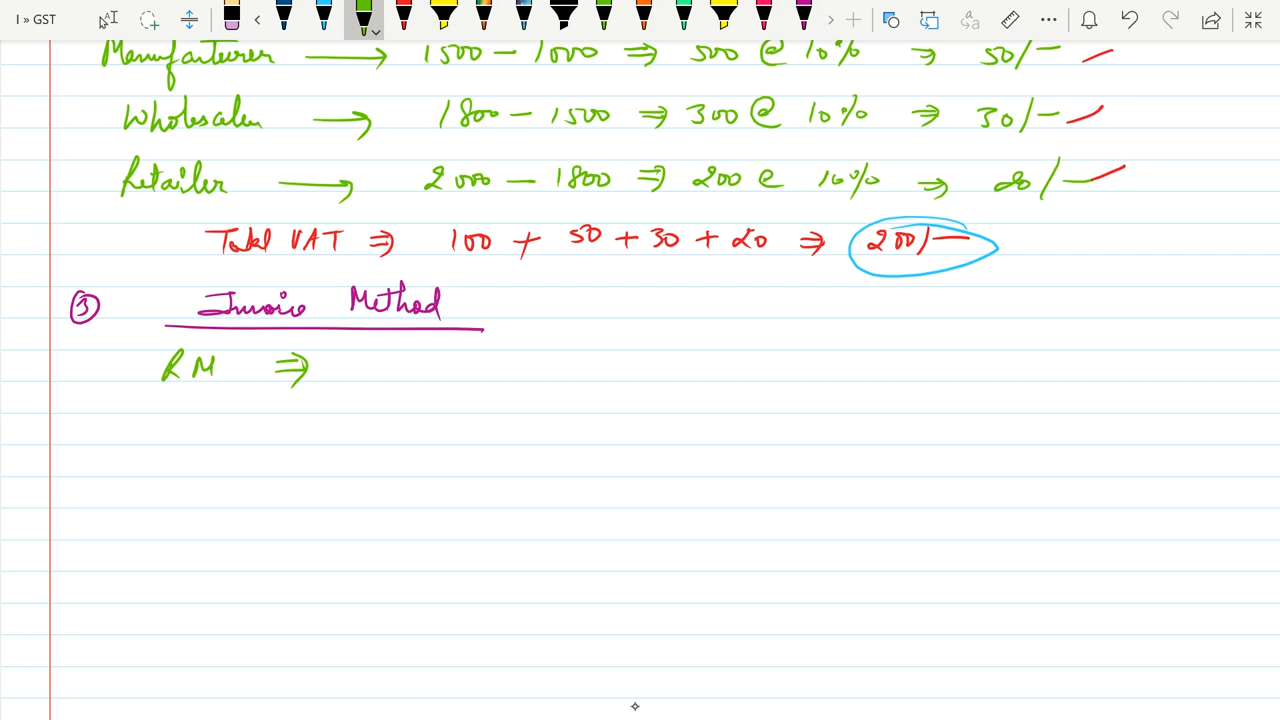 I » GST
Manufacturer → 1500 - 1000 ⇒ 500 @ 10% ⇒ 50/-
Wholesaler → 1800 - 1500 ⇒ 300 @ 10% ⇒ 30/-
Retailer → 2000 - 1800 ⇒ 200 @ 10% ⇒ 20/-
Total VAT ⇒ 100 + 50 + 30 + 20 ⇒ 200/-
③ Invoice Method
RM ⇒